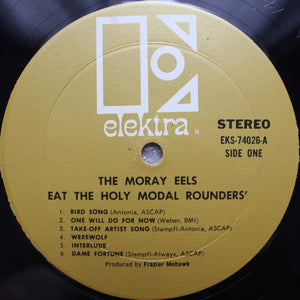 elektra
R
STEREO
EKS-74026-A
SIDE ONE
THE MORAY EELS
EAT THE HOLY MODAL ROUNDERS'
1. BIRD SONG (Antonia, ASCAP)
2. ONE WILL DO FOR NOW (Weber, BMI)
3. TAKE-OFF ARTIST SONG (Stampfl-Antonia, ASCAP)
4. WEREWOLF
5. INTERLUDE
6. DAME FORTUNE (Stampfl-Always, ASCAP)
Produced by Frazier Mohawk